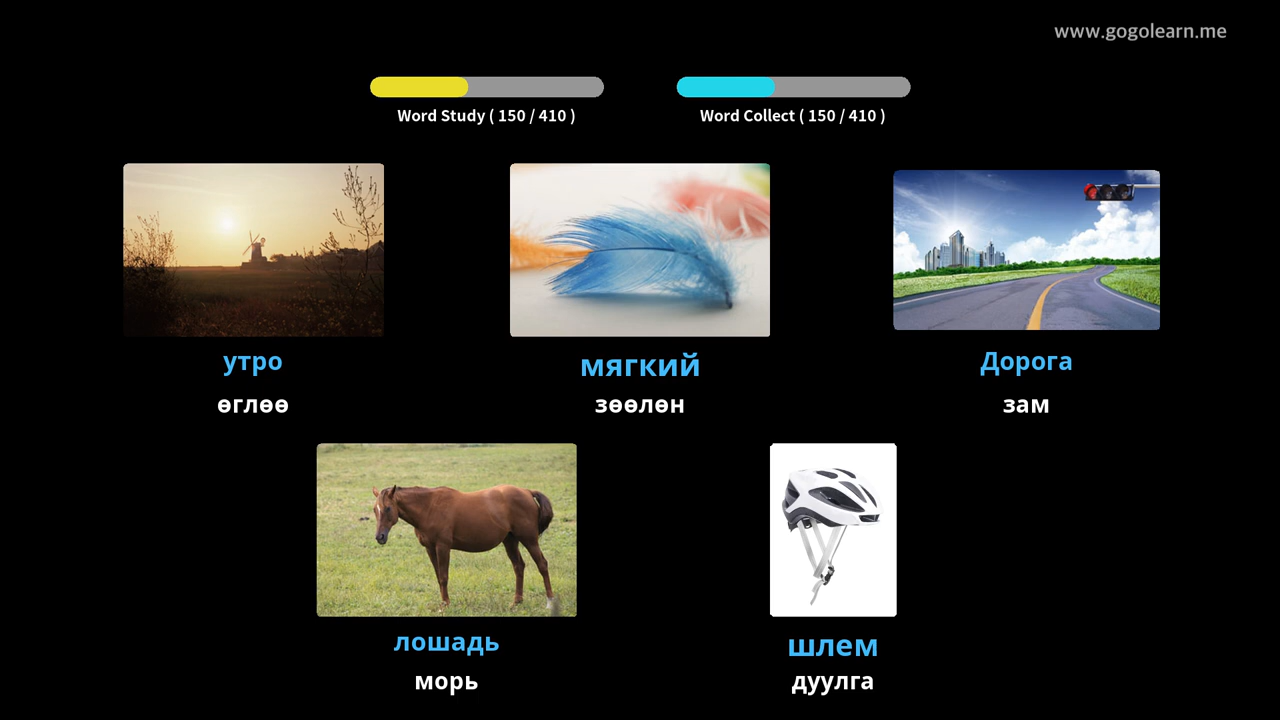 www.gogolearn.me
Word Study ( 150 / 410 )
Word Collect ( 150 / 410 )
утро
мягкий
Дорога
өглөө
зөөлөн
зам
лошадь
шлем
морь
дуулга